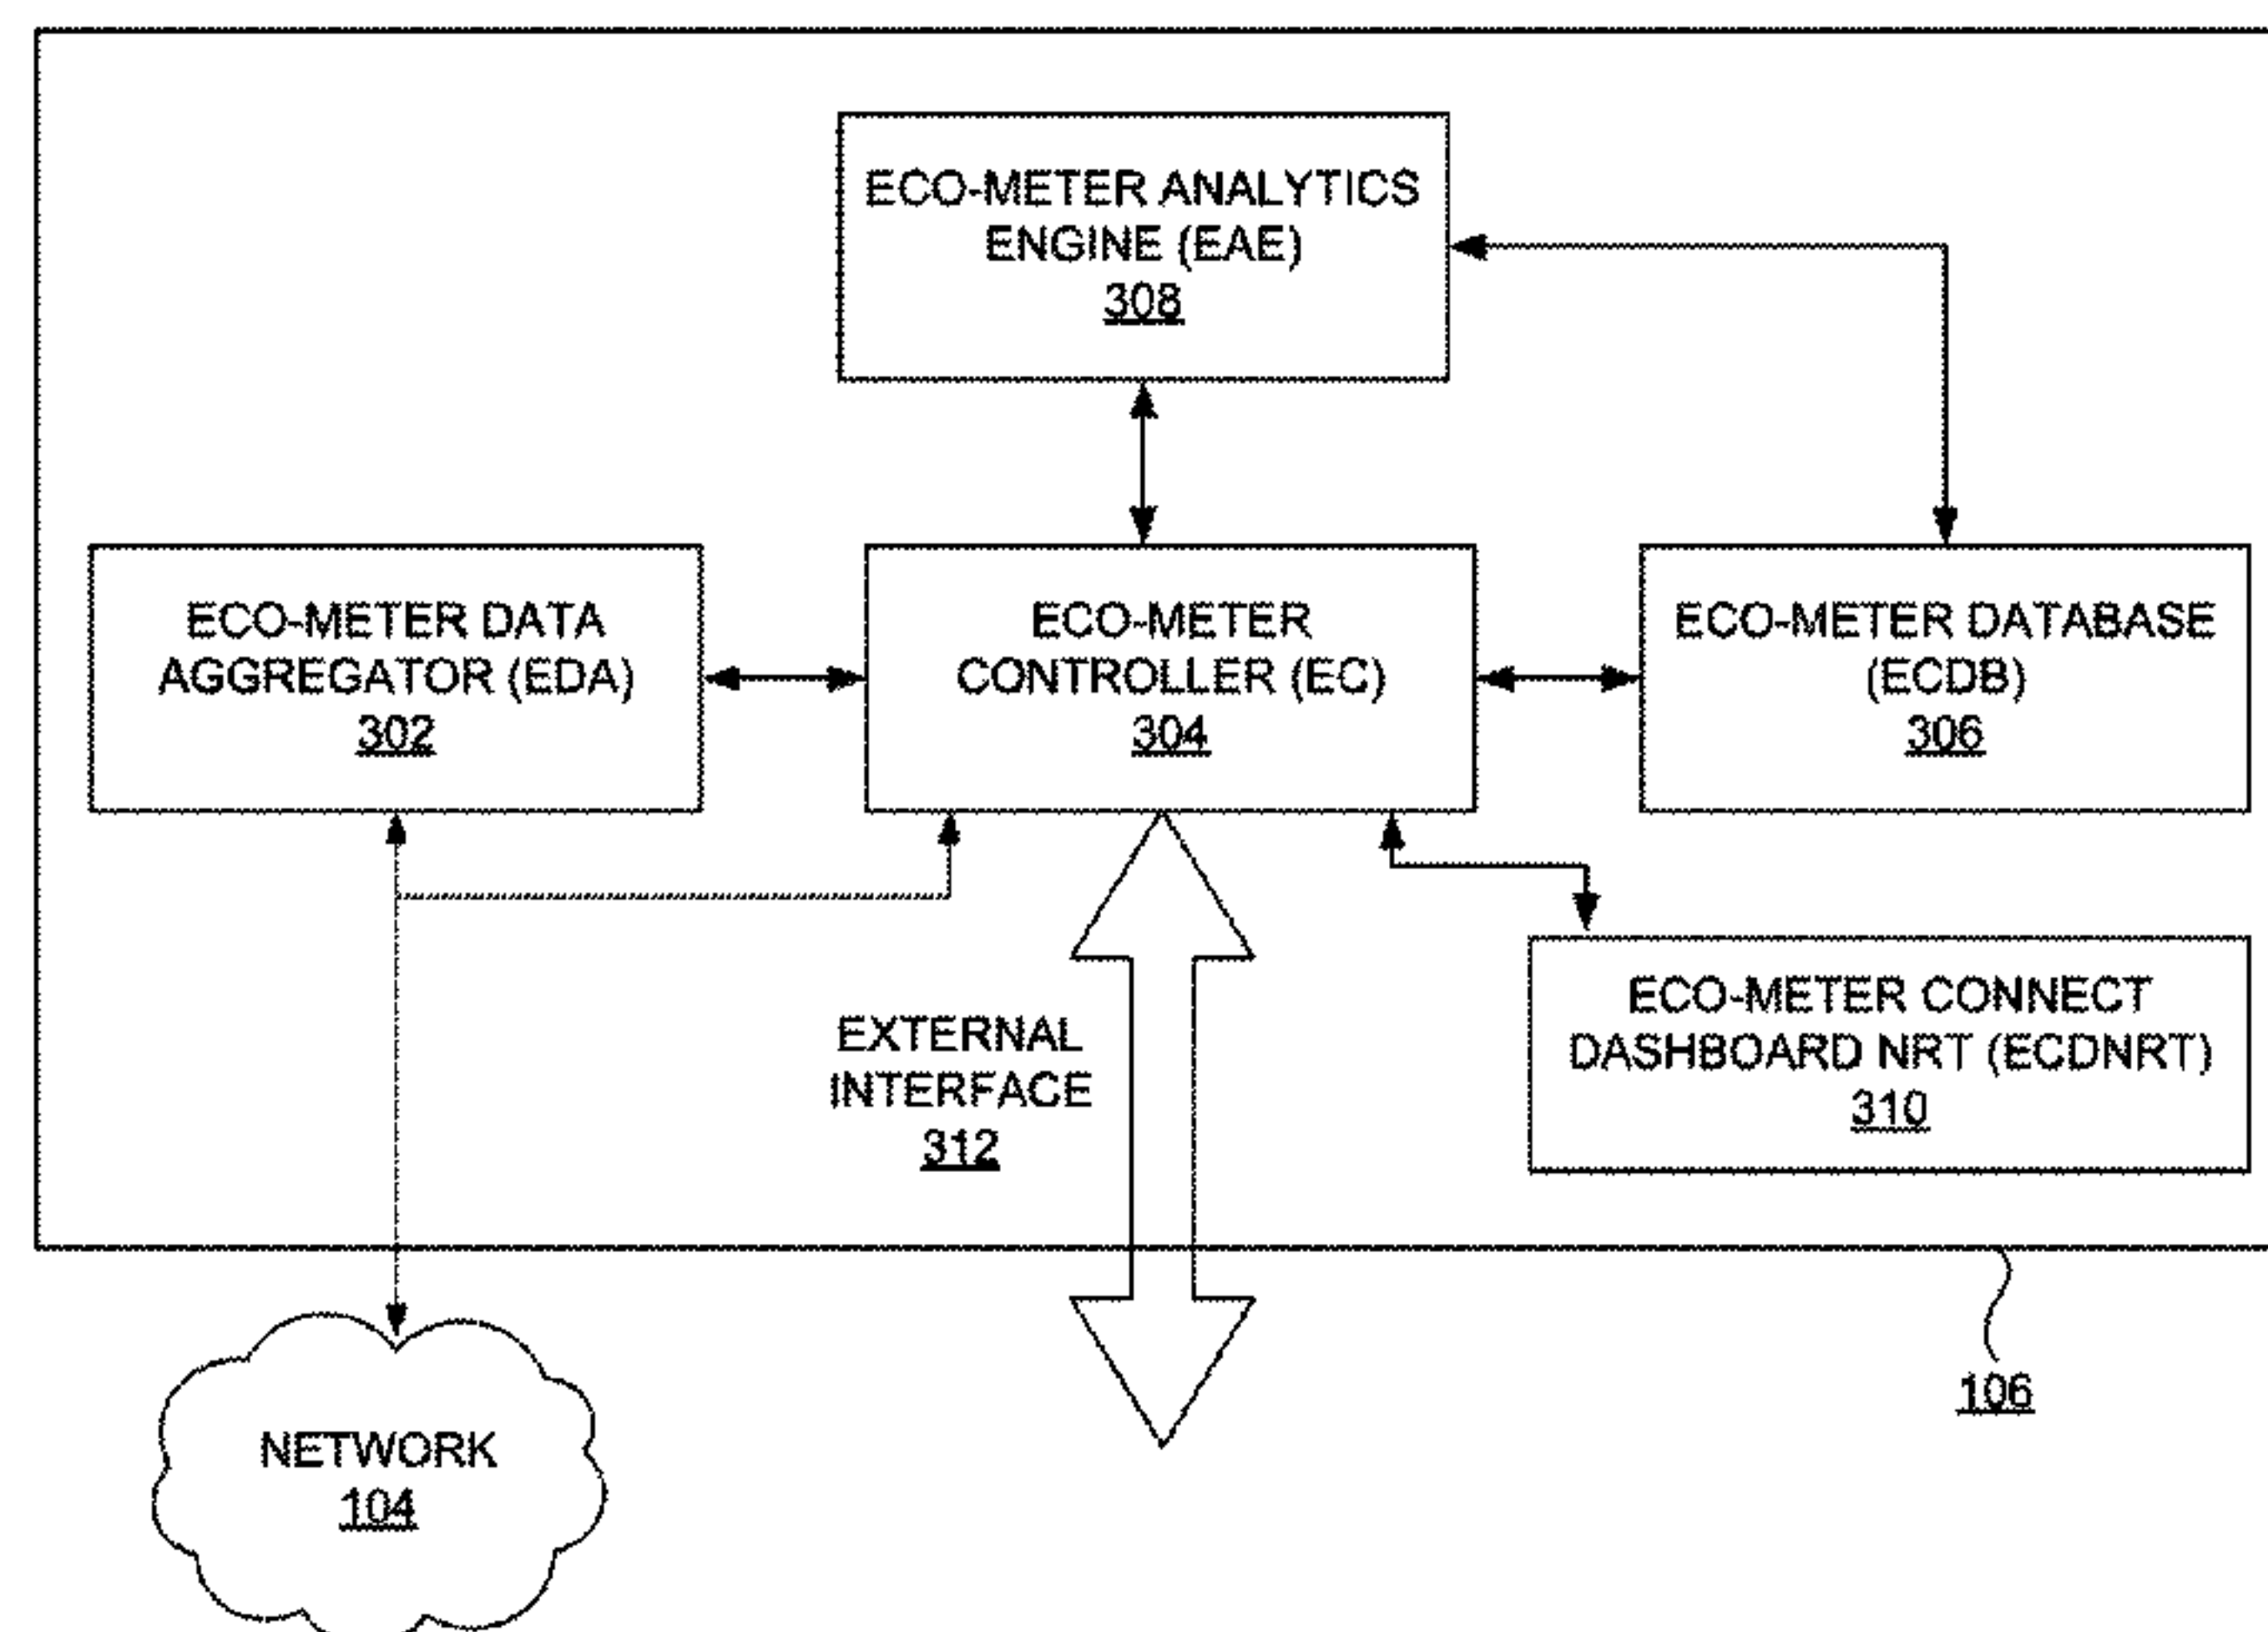 ECO-METER ANALYTICS
ENGINE (EAE)
308
ECO-METER DATA
AGGREGATOR (EDA)
302
ECO-METER
CONTROLLER (EC)
304
ECO-METER DATABASE
(ECDB)
306
EXTERNAL
INTERFACE
312
ECO-METER CONNECT
DASHBOARD NRT (ECDNRT)
310
106
NETWORK
104